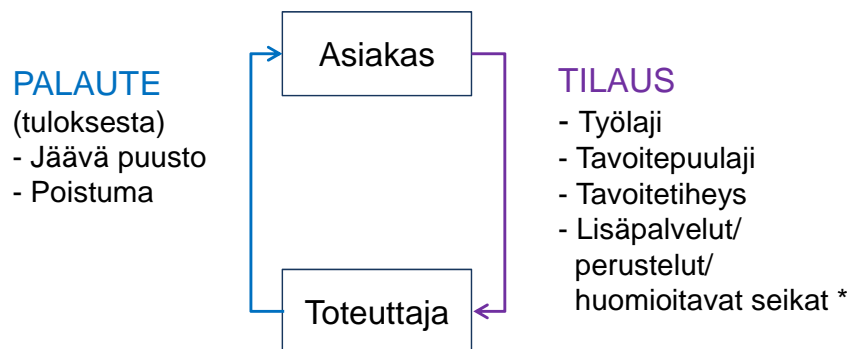 Asiakas
PALAUTE
(tuloksesta)
- Jäävä puusto
- Poistuma
TILAUS
- Työlaji
- Tavoitepuulaji
- Tavoitetiheys
- Lisäpalvelut/
perustelut/
huomioitavat seikat *
Toteuttaja